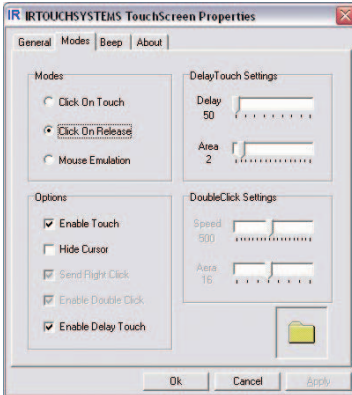 IR IRTOUCHSYSTEMS TouchScreen Properties
General Modes Beep About
Modes
Click On Touch
Click On Release
Mouse Emulation
DelayTouch Settings
Delay
50
Area
2
Options
Enable Touch
Hide Cursor
Send Right Click
Enable Double Click
Enable Delay Touch
DoubleClick Settings
Speed
500
Aera
16
Ok Cancel Apply